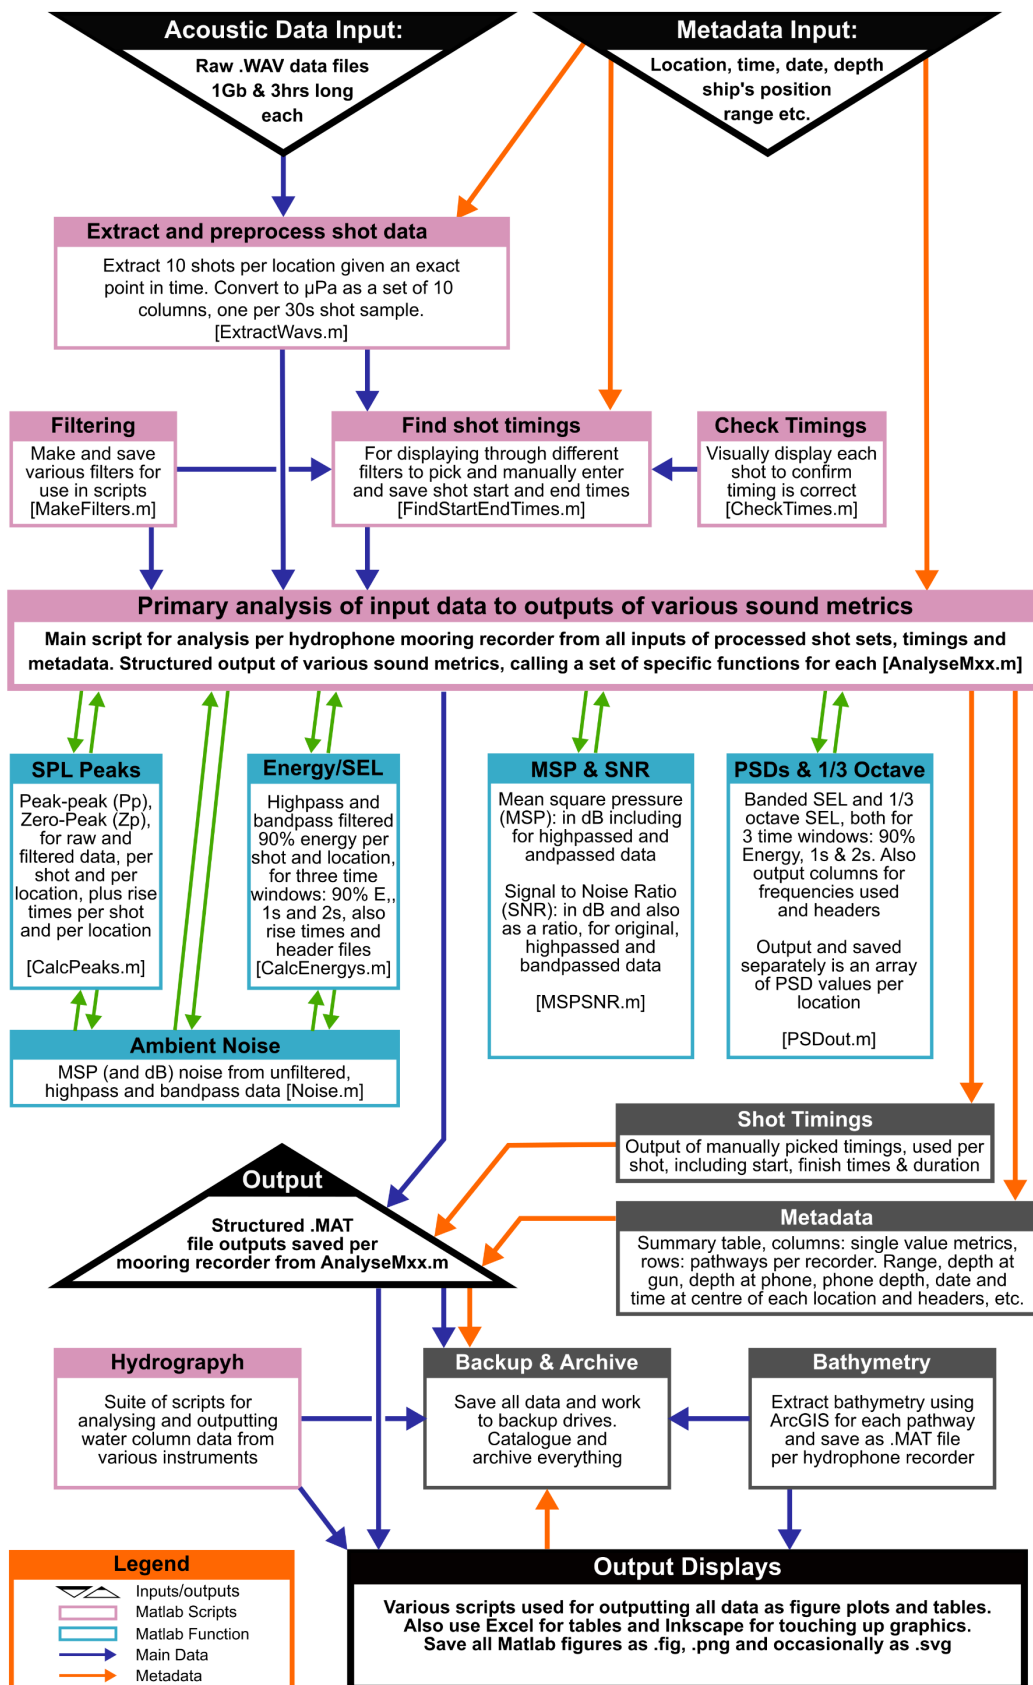 Acoustic Data Input:
Raw .WAV data files
1Gb & 3hrs long
each
Metadata Input:
Location, time, date, depth
ship's position
range etc.
Extract and preprocess shot data
Extract 10 shots per location given an exact
point in time. Convert to µPa as a set of 10
columns, one per 30s shot sample.
[ExtractWavs.m]
Filtering
Make and save
various filters for
use in scripts
[MakeFilters.m]
Find shot timings
For displaying through different
filters to pick and manually enter
and save shot start and end times
[FindStartEndTimes.m]
Check Timings
Visually display each
shot to confirm
timing is correct
[CheckTimes.m]
Primary analysis of input data to outputs of various sound metrics
Main script for analysis per hydrophone mooring recorder from all inputs of processed shot sets, timings and
metadata. Structured output of various sound metrics, calling a set of specific functions for each [AnalyseMxx.m]
SPL Peaks
Peak-peak (Pp),
Zero-Peak (Zp),
for raw and
filtered data, per
shot and per
location, plus rise
times per shot
and per location
[CalcPeaks.m]
Energy/SEL
Highpass and
bandpass filtered
90% energy per
shot and location,
for three time
windows: 90% E,,
1s and 2s, also
rise times and
header files
[CalcEnergys.m]
MSP & SNR
Mean square pressure
(MSP): in dB including
for highpassed and
andpassed data
Signal to Noise Ratio
(SNR): in dB and also
as a ratio, for original,
highpassed and
bandpassed data
[MSPSNR.m]
PSDs & 1/3 Octave
Banded SEL and 1/3
octave SEL, both for
3 time windows: 90%
Energy, 1s & 2s. Also
output columns for
frequencies used
and headers
Output and saved
separately is an array
of PSD values per
location
[PSDout.m]
Ambient Noise
MSP (and dB) noise from unfiltered,
highpass and bandpass data [Noise.m]
Shot Timings
Output of manually picked timings, used per
shot, including start, finish times & duration
Output
Structured .MAT
file outputs saved per
mooring recorder from AnalyseMxx.m
Metadata
Summary table, columns: single value metrics,
rows: pathways per recorder. Range, depth at
gun, depth at phone, phone depth, date and
time at centre of each location and headers, etc.
Hydrograpyh
Suite of scripts for
analysing and outputting
water column data from
various instruments
Backup & Archive
Save all data and work
to backup drives.
Catalogue and
archive everything
Bathymetry
Extract bathymetry using
ArcGIS for each pathway
and save as .MAT file
per hydrophone recorder
Legend
Inputs/outputs
Matlab Scripts
Matlab Function
Main Data
Metadata
Output Displays
Various scripts used for outputting all data as figure plots and tables.
Also use Excel for tables and Inkscape for touching up graphics.
Save all Matlab figures as .fig, .png and occasionally as .svg